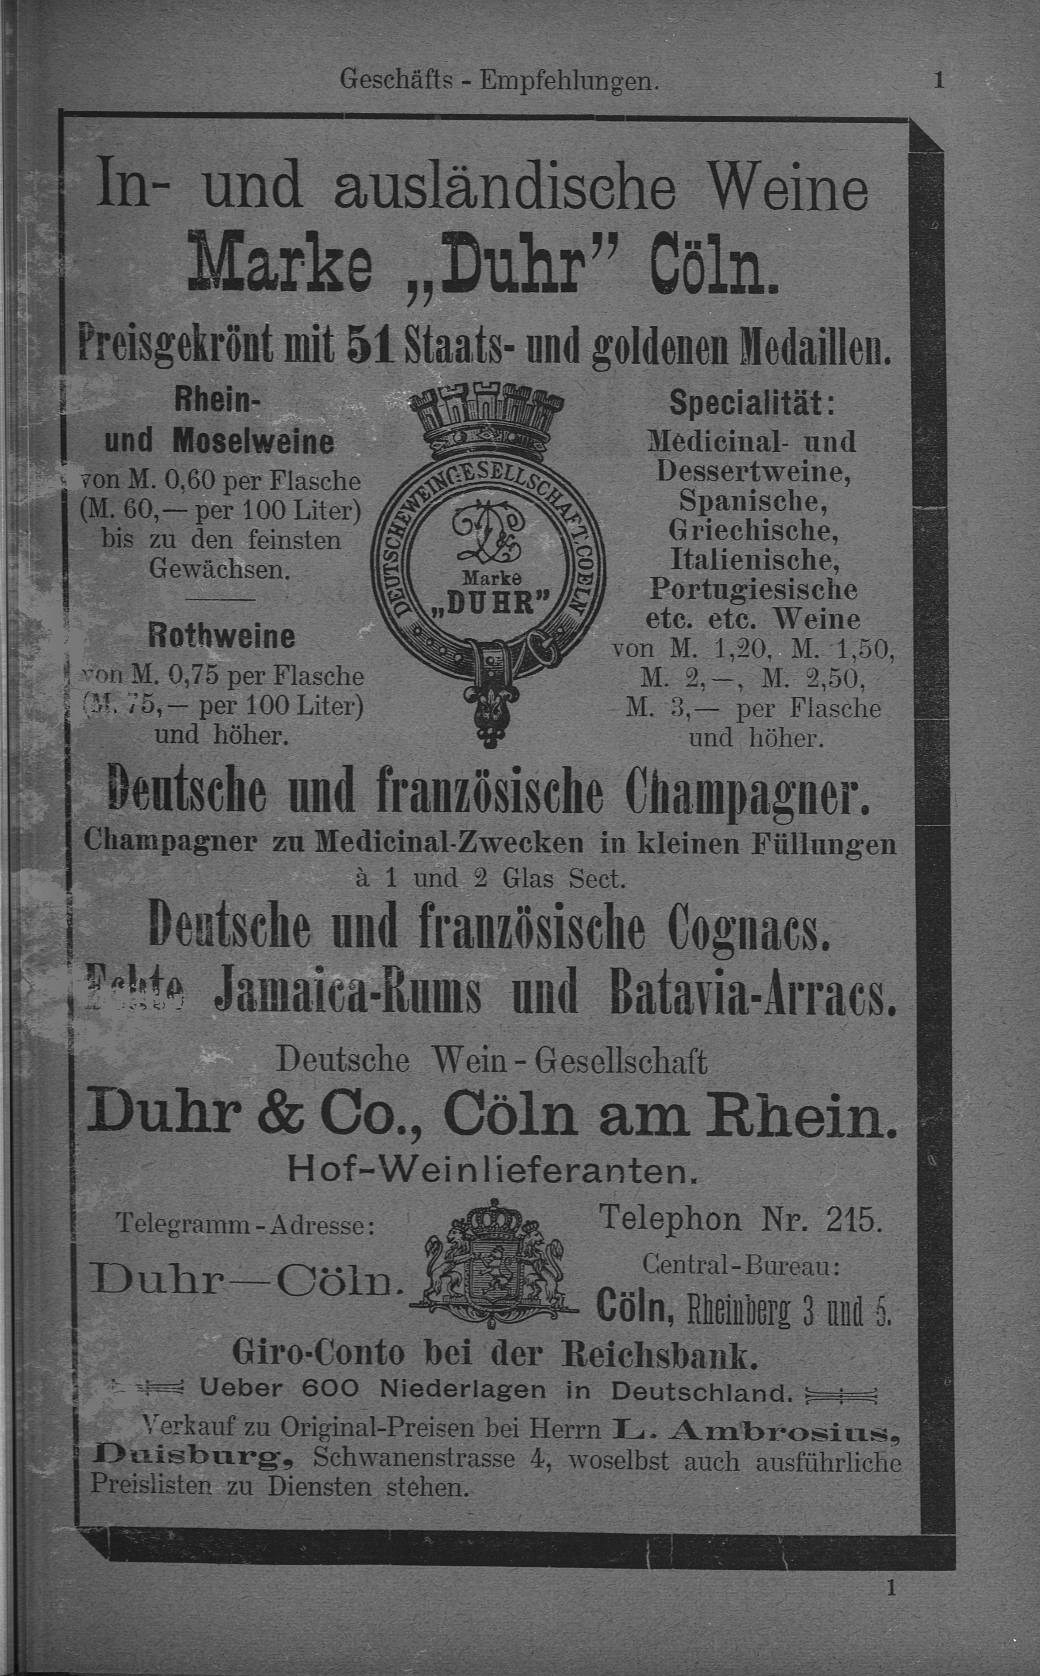 Geschäfts - Empfehlungen. 1
In- und ausländische Weine
Marke „Duhr” Cöln.
Preisgekrönt mit 51 Staats- und goldenen Medaillen.
Rhein-
und Moselweine
von M. 0,60 per Flasche
(M. 60,— per 100 Liter)
bis zu den feinsten
Gewächsen.
Rothweine
von M. 0,75 per Flasche
(M. 75,— per 100 Liter)
und höher.
DEUTSCHE WEINGESELLSCHAFT. COELN
Marke
„DUHR”
Specialität:
Medicinal- und
Dessertweine,
Spanische,
Griechische,
Italienische,
Portugiesische
etc. etc. Weine
von M. 1,20, M. 1,50,
M. 2,—, M. 2,50,
M. 3,— per Flasche
und höher.
Deutsche und französische Champagner.
Champagner zu Medicinal-Zwecken in kleinen Füllungen
à 1 und 2 Glas Sect.
Deutsche und französische Cognacs.
Echte Jamaica-Rums und Batavia-Arracs.
Deutsche Wein - Gesellschaft
Duhr & Co., Cöln am Rhein.
Hof-Weinlieferanten.
Telegramm - Adresse:
Duhr—Cöln.
Telephon Nr. 215.
Central - Bureau:
Cöln, Rheinberg 3 und 5.
Giro-Conto bei der Reichsbank.
Ueber 600 Niederlagen in Deutschland.
Verkauf zu Original-Preisen bei Herrn L. Ambrosius,
Duisburg, Schwanenstrasse 4, woselbst auch ausführliche
Preislisten zu Diensten stehen.
1